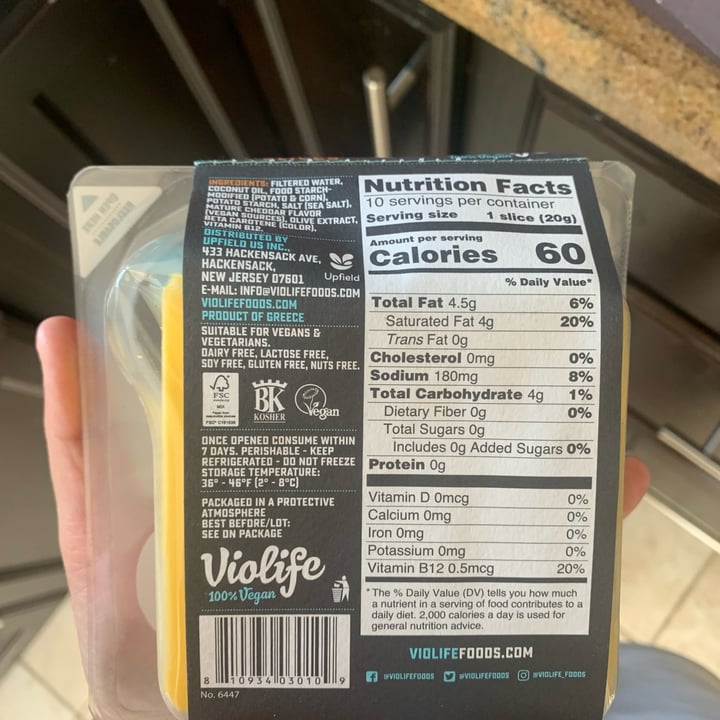 INGREDIENTS: FILTERED WATER,
COCONUT OIL, FOOD STARCH-
MODIFIED (POTATO & CORN),
POTATO STARCH, SALT (SEA SALT),
MATURE CHEDDAR FLAVOR
(VEGAN SOURCES), OLIVE EXTRACT,
BETA CAROTENE (COLOR),
VITAMIN B12.
DISTRIBUTED BY
UPFIELD US INC.,
433 HACKENSACK AVE,
HACKENSACK,
NEW JERSEY 07601
Upfield
E-MAIL: INFO@VIOLIFEFOODS.COM
VIOLIFEFOODS.COM
PRODUCT OF GREECE
SUITABLE FOR VEGANS &
VEGETARIANS.
DAIRY FREE, LACTOSE FREE,
SOY FREE, GLUTEN FREE, NUTS FREE.
FSC
MIX
BK
KOSHER
Vegan
ONCE OPENED CONSUME WITHIN
7 DAYS. PERISHABLE - KEEP
REFRIGERATED - DO NOT FREEZE
STORAGE TEMPERATURE:
36° - 46°F (2° - 8°C)
PACKAGED IN A PROTECTIVE
ATMOSPHERE
BEST BEFORE/LOT:
SEE ON PACKAGE
Violife
100% Vegan
8 10934 03010 9
No. 6447
Nutrition Facts
10 servings per container
Serving size 1 slice (20g)
Amount per serving
Calories 60
% Daily Value*
Total Fat 4.5g 6%
Saturated Fat 4g 20%
Trans Fat 0g
Cholesterol 0mg 0%
Sodium 180mg 8%
Total Carbohydrate 4g 1%
Dietary Fiber 0g 0%
Total Sugars 0g
Includes 0g Added Sugars 0%
Protein 0g
Vitamin D 0mcg 0%
Calcium 0mg 0%
Iron 0mg 0%
Potassium 0mg 0%
Vitamin B12 0.5mcg 20%
* The % Daily Value (DV) tells you how much
a nutrient in a serving of food contributes to a
daily diet. 2,000 calories a day is used for
general nutrition advice.
VIOLIFEFOODS.COM
@VIOLIFEFOODS @VIOLIFEFOODS @VIOLIFE_FOODS
OPEN HERE